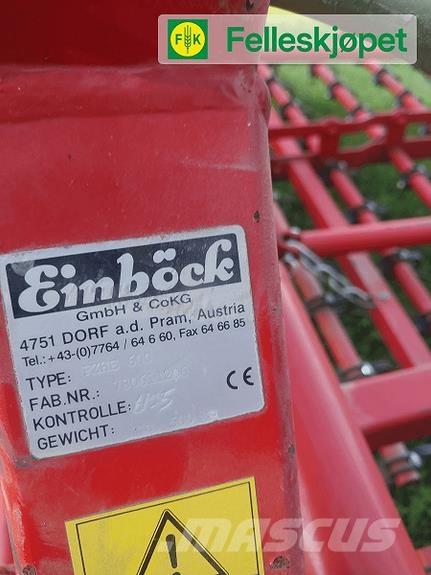 FK Felleskjøpet
Einböck
GmbH & CoKG
4751 DORF a.d. Pram, Austria
Tel.: +43-(0)7764 / 64 6 60, Fax 64 66 85
TYPE:
FAB.NR.:
KONTROLLE:
GEWICHT:
CE
MASCUS